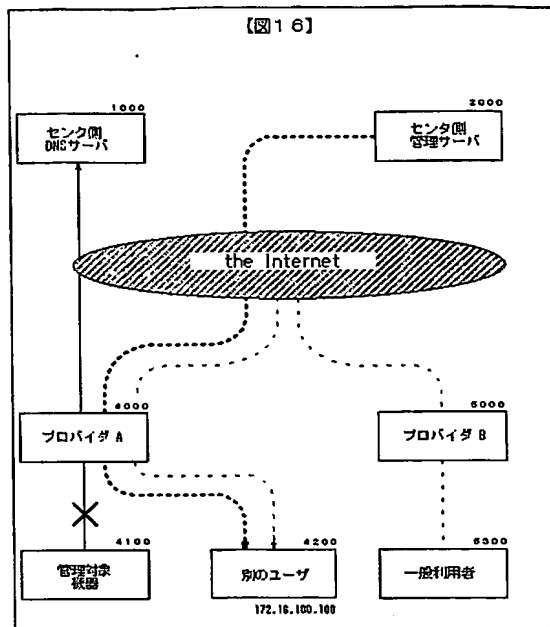 【図16】
1000
センタ側
DNSサーバ
2000
センタ側
管理サーバ
the Internet
4000
プロバイダ A
5000
プロバイダ B
4100
管理対象
機器
4200
別のユーザ
172.16.100.100
5300
一般利用者